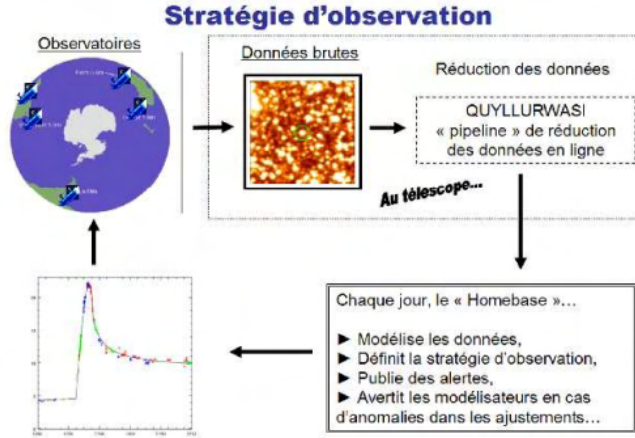 Stratégie d'observation
Observatoires
Données brutes
Réduction des données
QUYLLURWASI
« pipeline » de réduction
des données en ligne
Au télescope...
Chaque jour, le « Homebase »...
► Modélise les données,
► Définit la stratégie d'observation,
► Publie des alertes,
► Avertit les modélisateurs en cas
d'anomalies dans les ajustements...